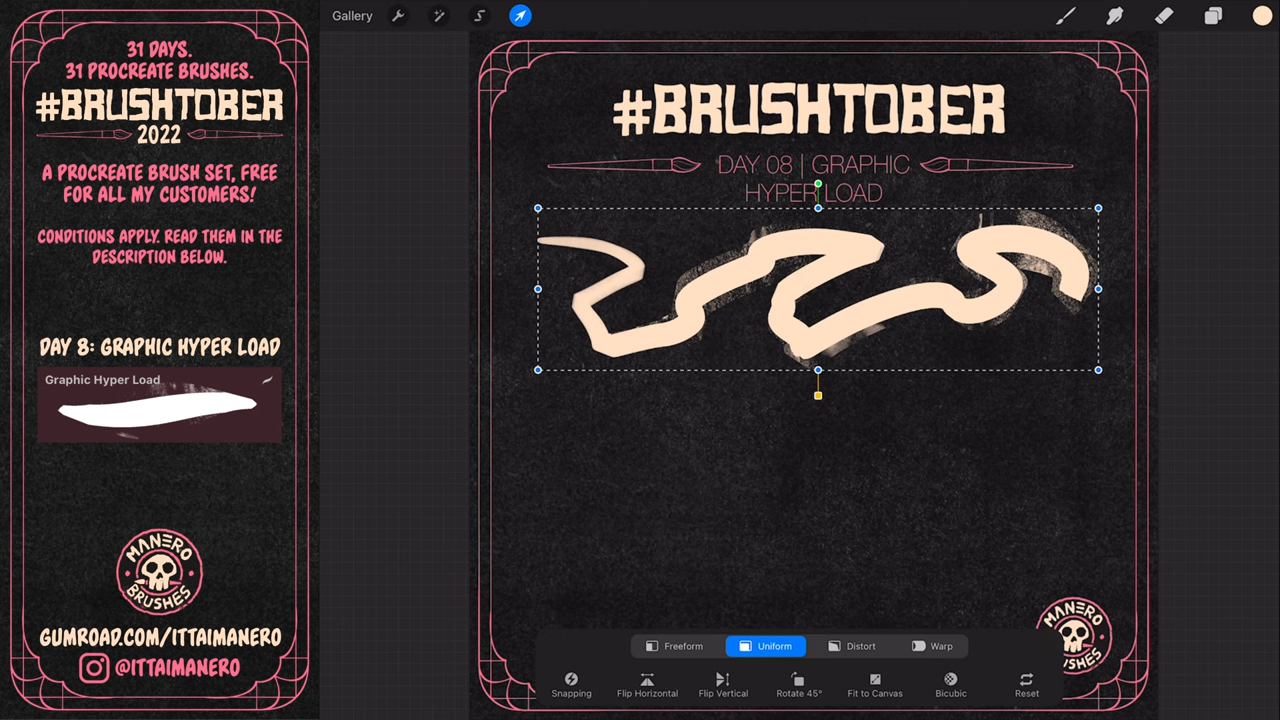 31 DAYS.
31 PROCREATE BRUSHES.
#BRUSHTOBER
2022
A PROCREATE BRUSH SET, FREE
FOR ALL MY CUSTOMERS!
CONDITIONS APPLY. READ THEM IN THE
DESCRIPTION BELOW.
DAY 8: GRAPHIC HYPER LOAD
Graphic Hyper Load
MANERO
BRUSHES
GUMROAD.COM/ITTAIMANERO
@ITTAIMANERO
Gallery
#BRUSHTOBER
DAY 08 | GRAPHIC
HYPER LOAD
MANERO
SHES
Freeform
Uniform
Distort
Warp
Snapping
Flip Horizontal
Flip Vertical
Rotate 45°
Fit to Canvas
Bicubic
Reset